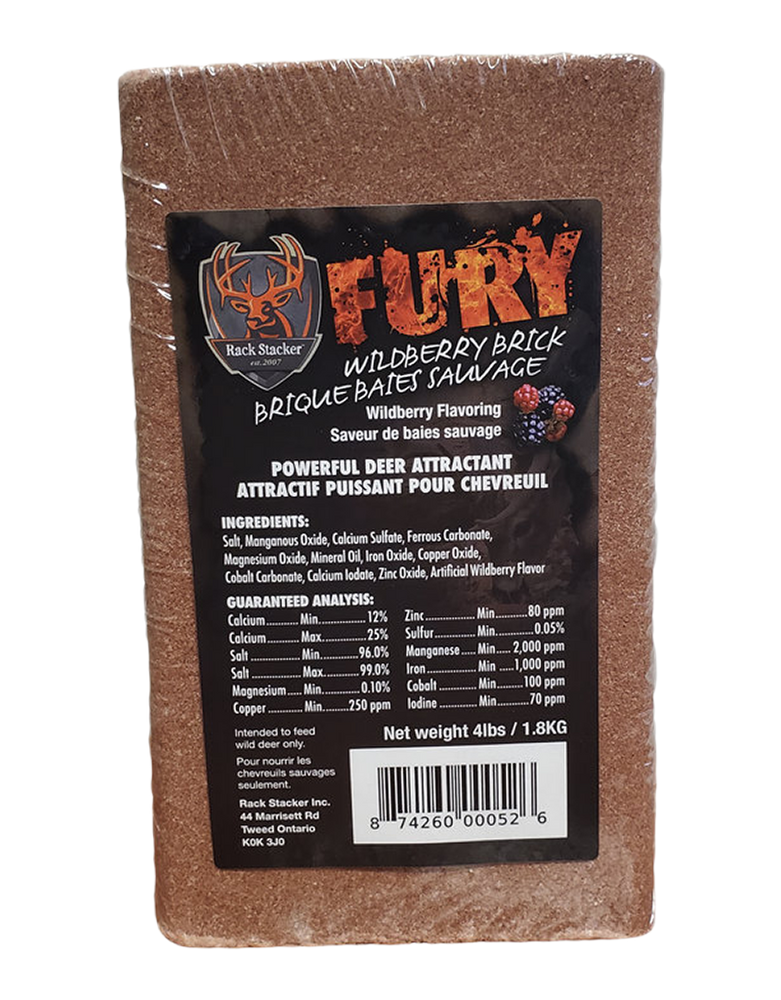 Rack Stacker
est. 2007
FURY
WILDBERRY BRICK
BRIQUE BAIES SAUVAGE
Wildberry Flavoring
Saveur de baies sauvage
POWERFUL DEER ATTRACTANT
ATTRACTIF PUISSANT POUR CHEVREUIL
INGREDIENTS:
Salt, Manganous Oxide, Calcium Sulfate, Ferrous Carbonate,
Magnesium Oxide, Mineral Oil, Iron Oxide, Copper Oxide,
Cobalt Carbonate, Calcium Iodate, Zinc Oxide, Artificial Wildberry Flavor
GUARANTEED ANALYSIS:
Calcium.........Min..............12%
Calcium.........Max..............25%
Salt..............Min............96.0%
Salt..............Max............99.0%
Magnesium.....Min...........0.10%
Copper..........Min........250 ppm
Zinc..............Min.........80 ppm
Sulfur............Min..........0.05%
Manganese....Min....2,000 ppm
Iron..............Min....1,000 ppm
Cobalt...........Min.......100 ppm
Iodine...........Min.........70 ppm
Net weight 4lbs / 1.8KG
Intended to feed
wild deer only.
Pour nourrir les
chevreuils sauvages
seulement.
Rack Stacker Inc.
44 Marrisett Rd
Tweed Ontario
K0K 3J0
8 74260 00052 6